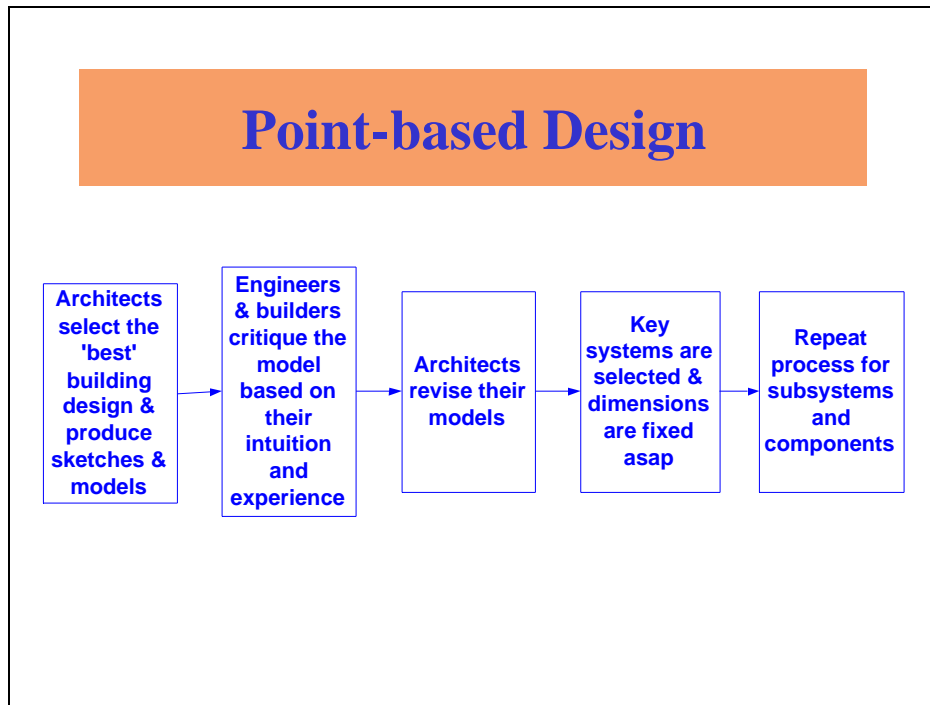 Point-based Design
Architects
select the
'best'
building
design &
produce
sketches &
models
Engineers
& builders
critique the
model
based on
their
intuition
and
experience
Architects
revise their
models
Key
systems are
selected &
dimensions
are fixed
asap
Repeat
process for
subsystems
and
components